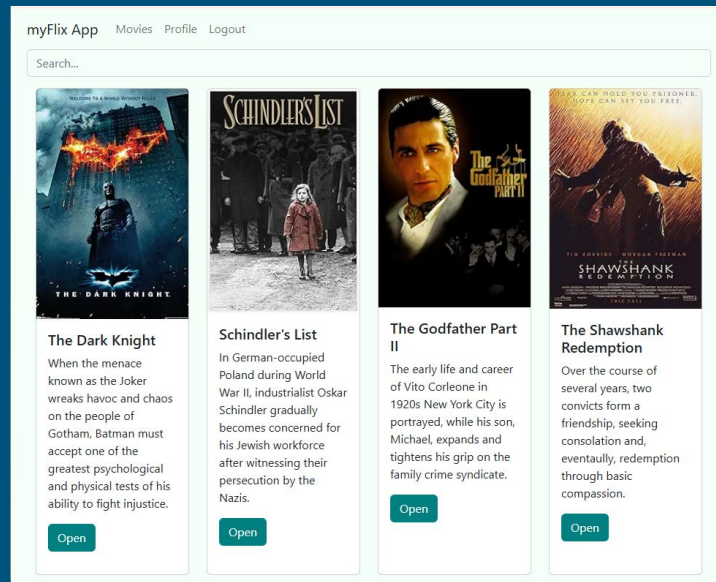 myFlix App Movies Profile Logout
Search...
WELCOME TO A WORLD WITHOUT RULES.
THE DARK KNIGHT
The Dark Knight
When the menace
known as the Joker
wreaks havoc and chaos
on the people of
Gotham, Batman must
accept one of the
greatest psychological
and physical tests of his
ability to fight injustice.
Open
SCHINDLER'S LIST
Schindler's List
In German-occupied
Poland during World
War II, industrialist Oskar
Schindler gradually
becomes concerned for
his Jewish workforce
after witnessing their
persecution by the
Nazis.
Open
The
Godfather
PART II
The Godfather Part
II
The early life and career
of Vito Corleone in
1920s New York City is
portrayed, while his son,
Michael, expands and
tightens his grip on the
family crime syndicate.
Open
FEAR CAN HOLD YOU PRISONER.
HOPE CAN SET YOU FREE.
TIM ROBBINS MORGAN FREEMAN
THE
SHAWSHANK
REDEMPTION
THIS FALL
The Shawshank
Redemption
Over the course of
several years, two
convicts form a
friendship, seeking
consolation and,
eventaully, redemption
through basic
compassion.
Open